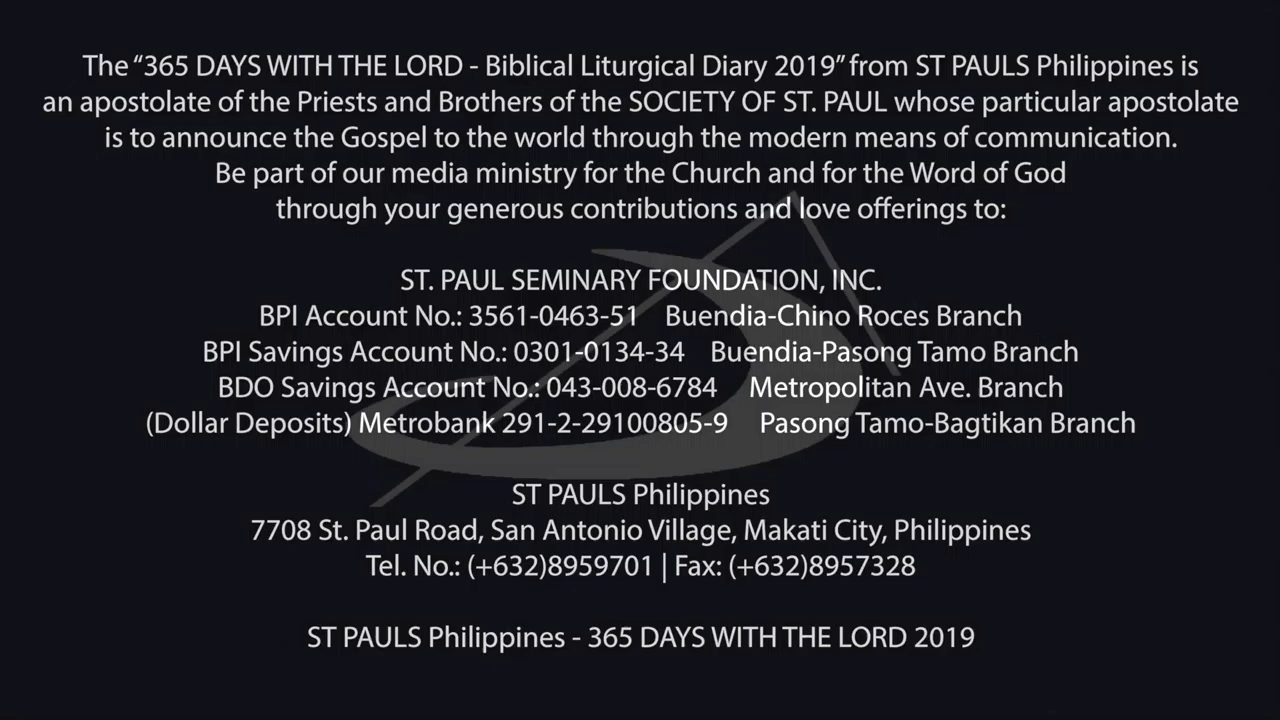 The “365 DAYS WITH THE LORD - Biblical Liturgical Diary 2019” from ST PAULS Philippines is
an apostolate of the Priests and Brothers of the SOCIETY OF ST. PAUL whose particular apostolate
is to announce the Gospel to the world through the modern means of communication.
Be part of our media ministry for the Church and for the Word of God
through your generous contributions and love offerings to:
ST. PAUL SEMINARY FOUNDATION, INC.
BPI Account No.: 3561-0463-51 Buendia-Chino Roces Branch
BPI Savings Account No.: 0301-0134-34 Buendia-Pasong Tamo Branch
BDO Savings Account No.: 043-008-6784 Metropolitan Ave. Branch
(Dollar Deposits) Metrobank 291-2-29100805-9 Pasong Tamo-Bagtikan Branch
ST PAULS Philippines
7708 St. Paul Road, San Antonio Village, Makati City, Philippines
Tel. No.: (+632)8959701 | Fax: (+632)8957328
ST PAULS Philippines - 365 DAYS WITH THE LORD 2019